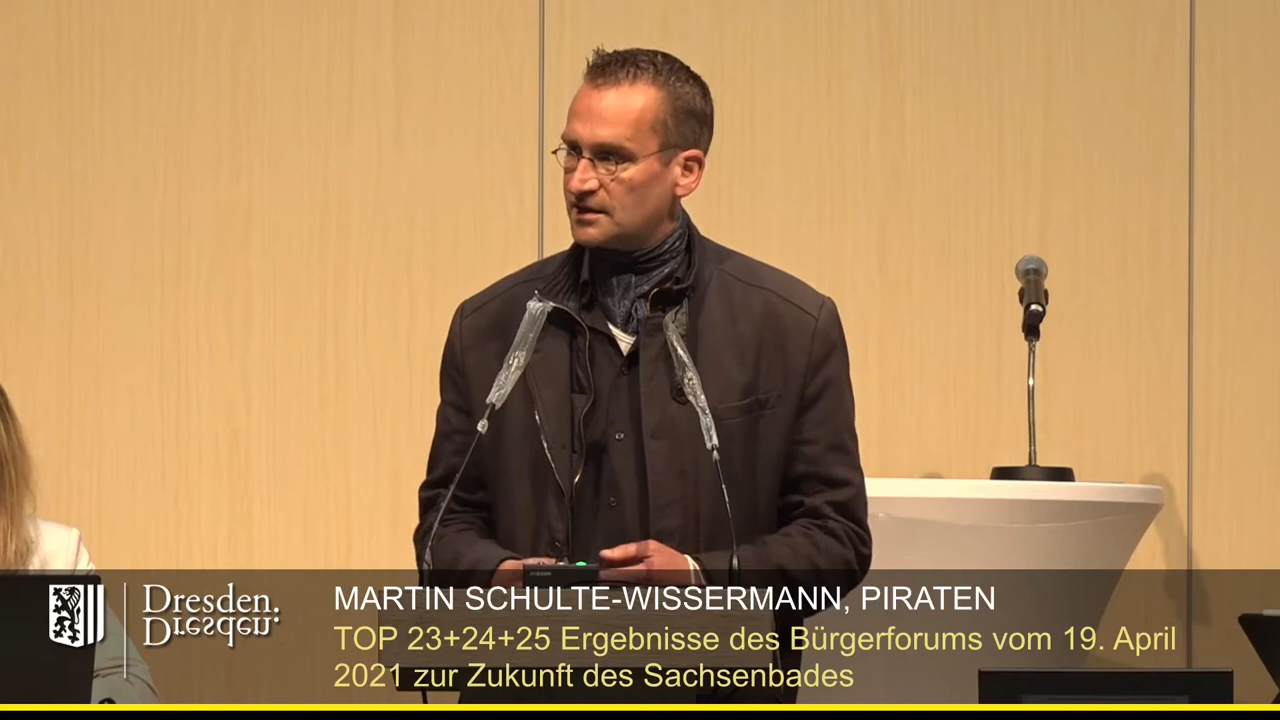 Dresden.
Dresden.
MARTIN SCHULTE-WISSERMANN, PIRATEN
TOP 23+24+25 Ergebnisse des Bürgerforums vom 19. April
2021 zur Zukunft des Sachsenbades